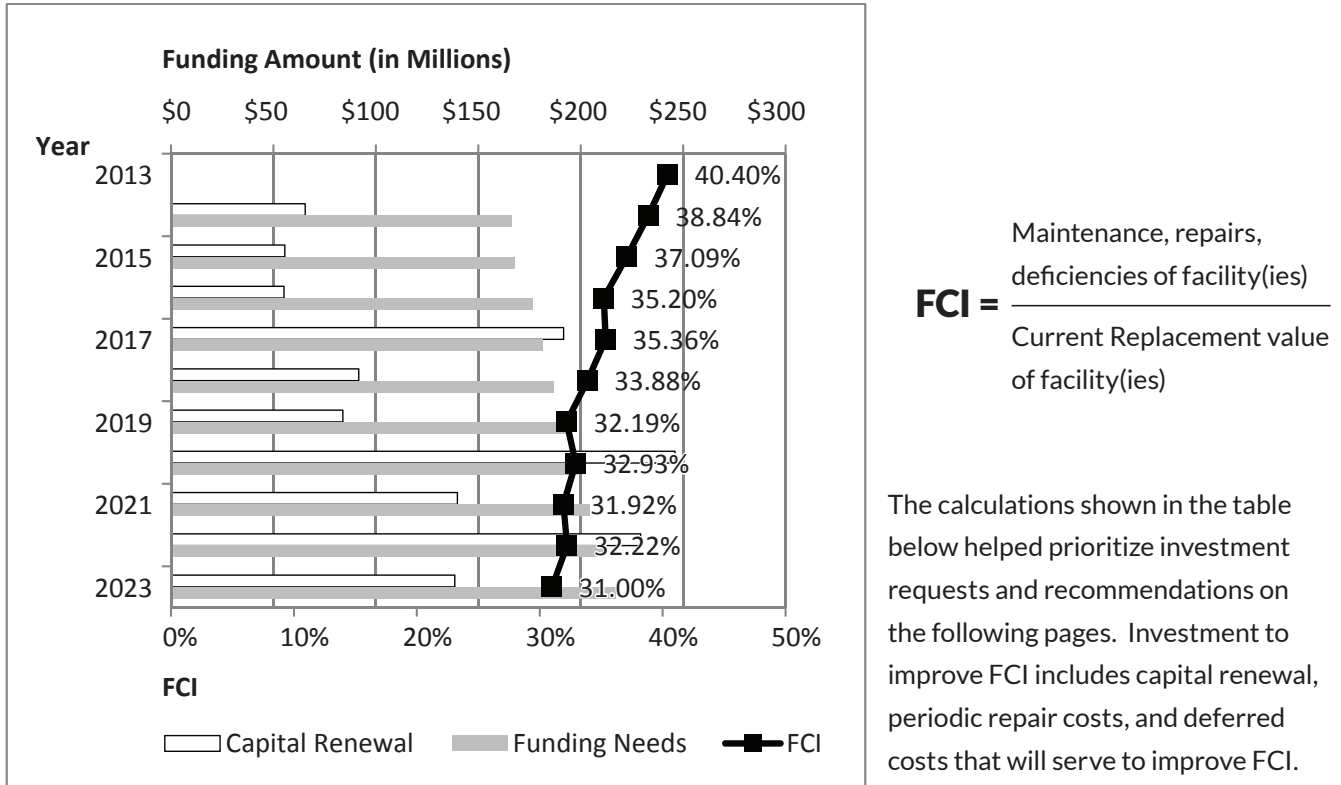 Funding Amount (in Millions)
$0 $50 $100 $150 $200 $250 $300
Year
2013 40.40%
38.84%
2015 37.09%
35.20%
2017 35.36%
33.88%
2019 32.19%
32.93%
2021 31.92%
32.22%
2023 31.00%
0% 10% 20% 30% 40% 50%
FCI
Capital Renewal Funding Needs FCI
Maintenance, repairs,
deficiencies of facility(ies)
FCI =
Current Replacement value
of facility(ies)
The calculations shown in the table
below helped prioritize investment
requests and recommendations on
the following pages. Investment to
improve FCI includes capital renewal,
periodic repair costs, and deferred
costs that will serve to improve FCI.